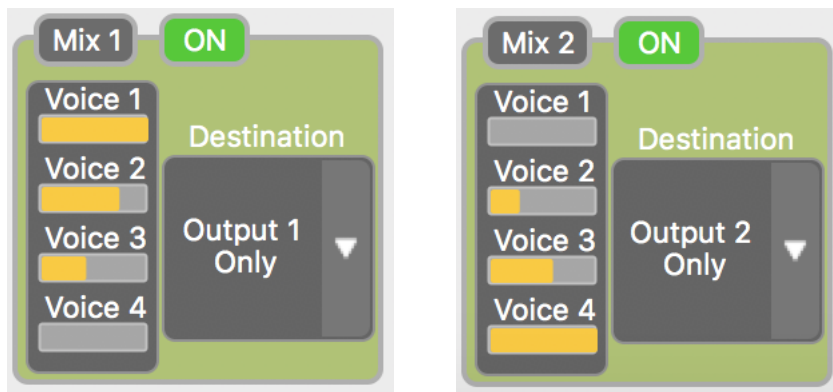 Mix 1 ON
Voice 1
Voice 2
Voice 3
Voice 4
Destination
Output 1
Only
Mix 2 ON
Voice 1
Voice 2
Voice 3
Voice 4
Destination
Output 2
Only